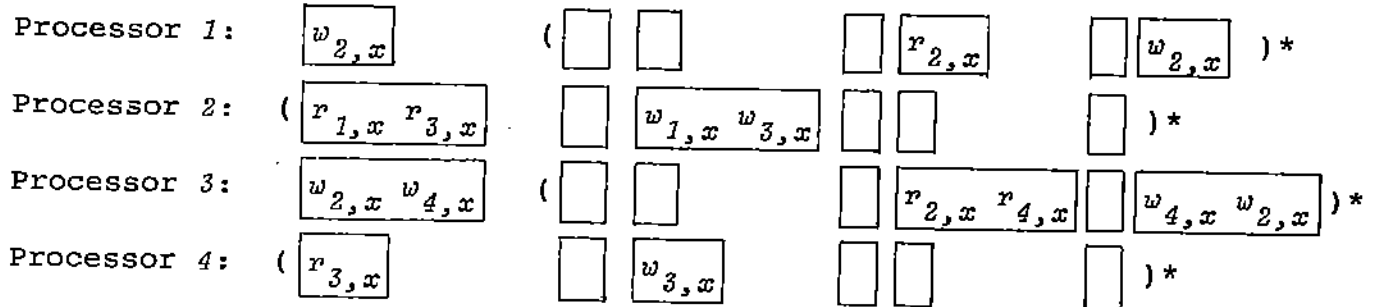 Processor 1: w2,x ( r2,x w2,x )*
Processor 2: ( r1,x r3,x w1,x w3,x )*
Processor 3: w2,x w4,x ( r2,x r4,x w4,x w2,x )*
Processor 4: ( r3,x w3,x )*